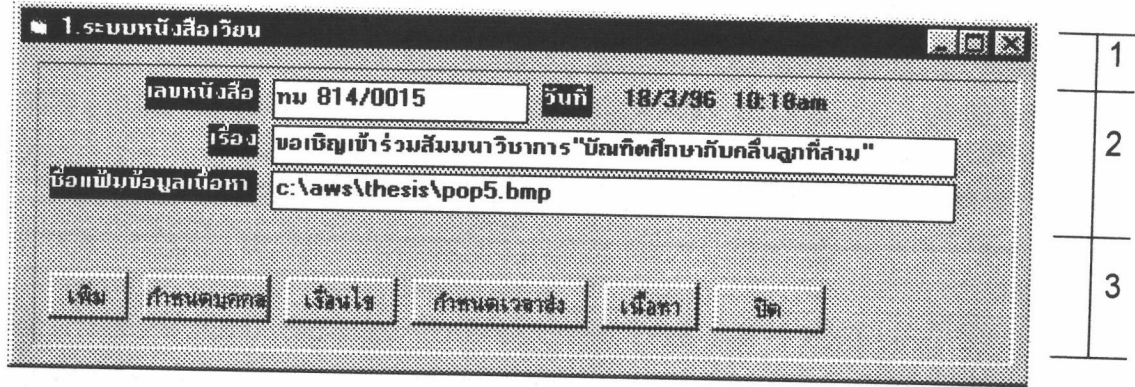 1.ระบบหนังสือเวียน
1
เลขหนังสือ ทม 814/0015 วันที่ 18/3/96 10:18am
เรื่อง ขอเชิญเข้าร่วมสัมมนาวิชาการ"บัณฑิตศึกษากับคลื่นลูกที่สาม"
2
ชื่อแฟ้มข้อมูลเนื้อหา c:\aws\thesis\pop5.bmp
เพิ่ม กำหนดบุคคล เงื่อนไข กำหนดเวลาส่ง เนื้อหา ปิด
3